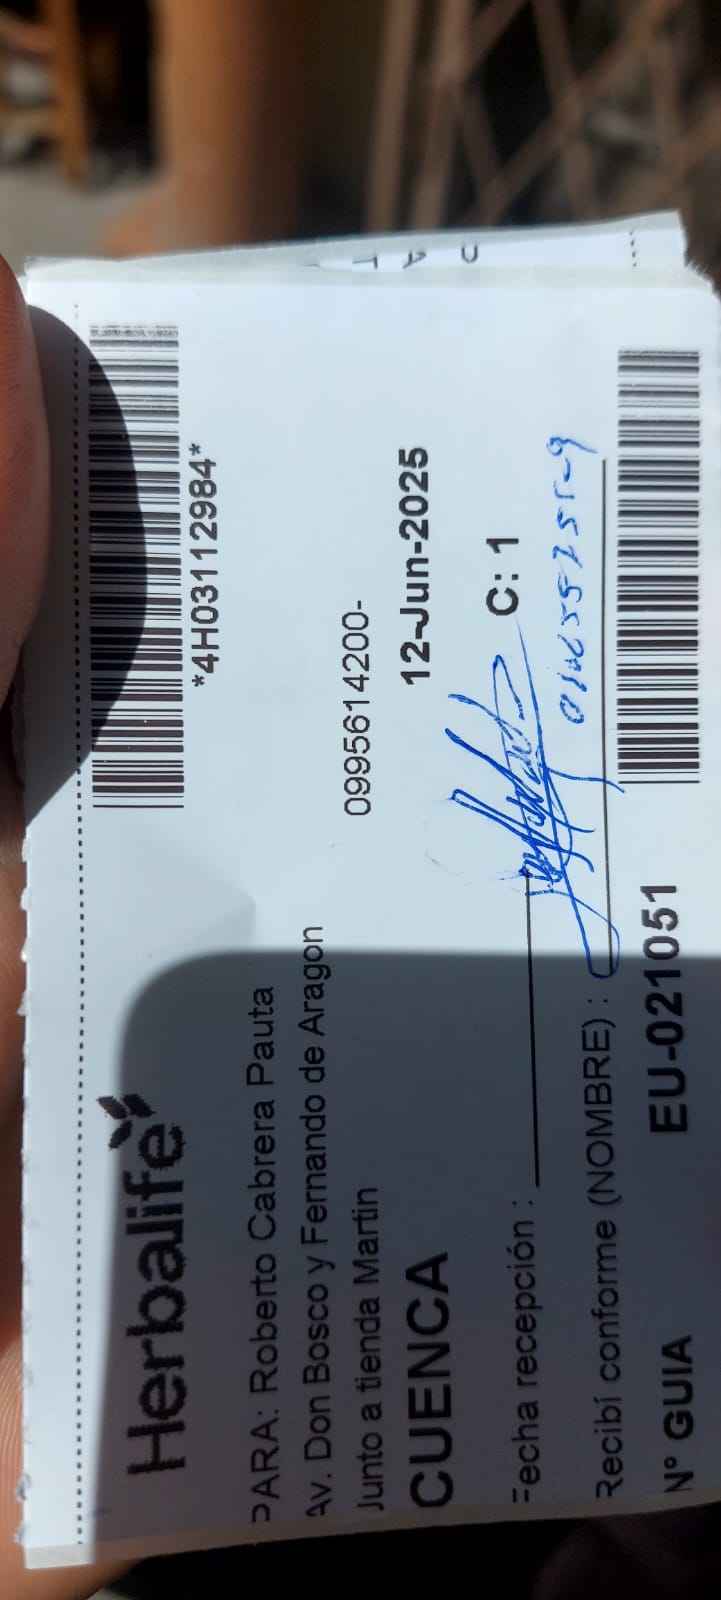 Herbalife
*4H03112984*
PARA: Roberto Cabrera Pauta
Av. Don Bosco y Fernando de Aragon
0995614200-
Junto a tienda Martin
CUENCA
12-Jun-2025
Fecha recepción :
C: 1
Recibí conforme (NOMBRE) :
Nº GUIA
EU-021051